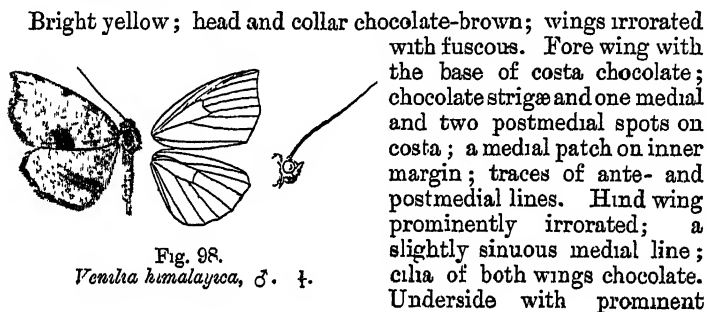 Bright yellow; head and collar chocolate-brown; wings irrorated
with fuscous. Fore wing with
the base of costa chocolate;
chocolate strigæ and one medial
and two postmedial spots on
costa; a medial patch on inner
margin; traces of ante- and
postmedial lines. Hind wing
prominently irrorated; a
slightly sinuous medial line;
cilia of both wings chocolate.
Underside with prominent
Fig. 98.
Venilia himalayica, ♂. ¼.